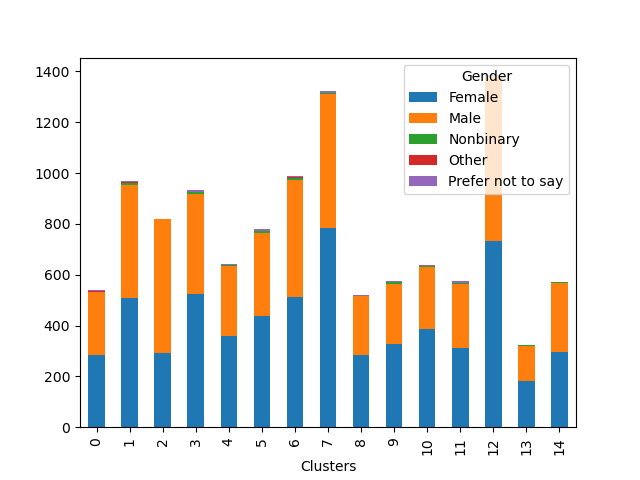 1400
1200
1000
800
600
400
200
0
Gender
Female
Male
Nonbinary
Other
Prefer not to say
0 1 2 3 4 5 6 7 8 9 10 11 12 13 14
Clusters